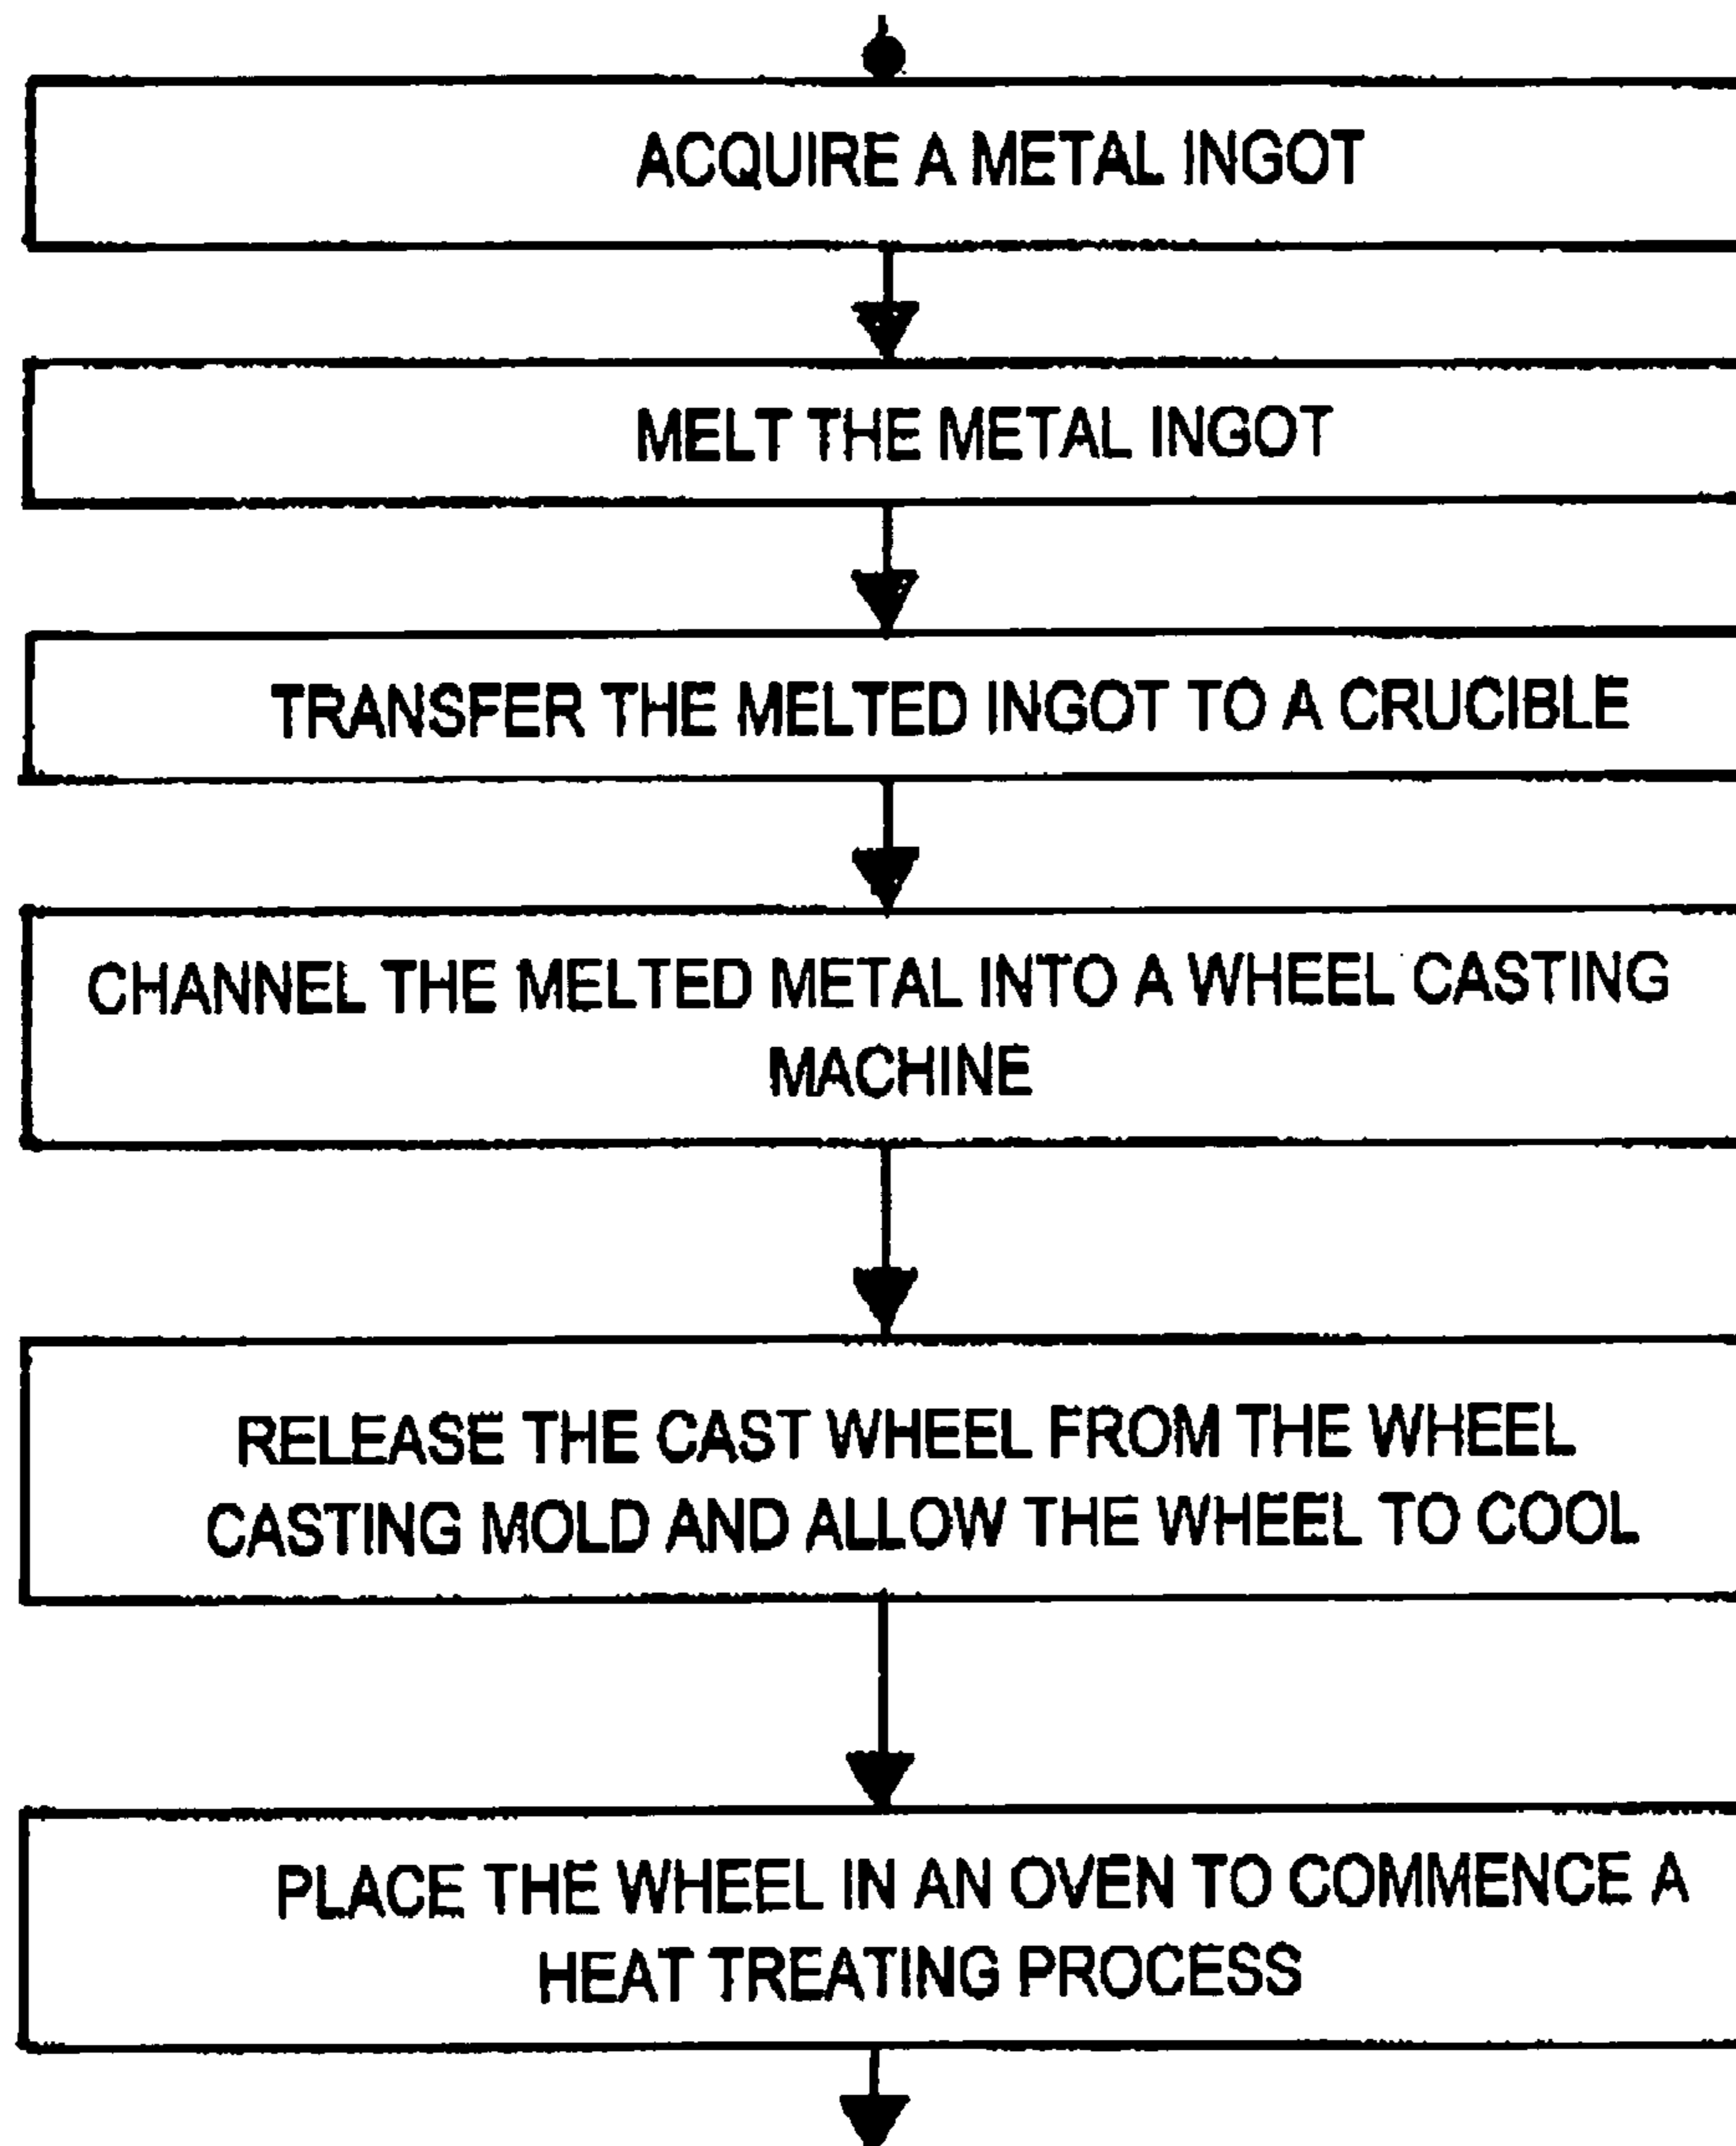 ACQUIRE A METAL INGOT
MELT THE METAL INGOT
TRANSFER THE MELTED INGOT TO A CRUCIBLE
CHANNEL THE MELTED METAL INTO A WHEEL CASTING
MACHINE
RELEASE THE CAST WHEEL FROM THE WHEEL
CASTING MOLD AND ALLOW THE WHEEL TO COOL
PLACE THE WHEEL IN AN OVEN TO COMMENCE A
HEAT TREATING PROCESS